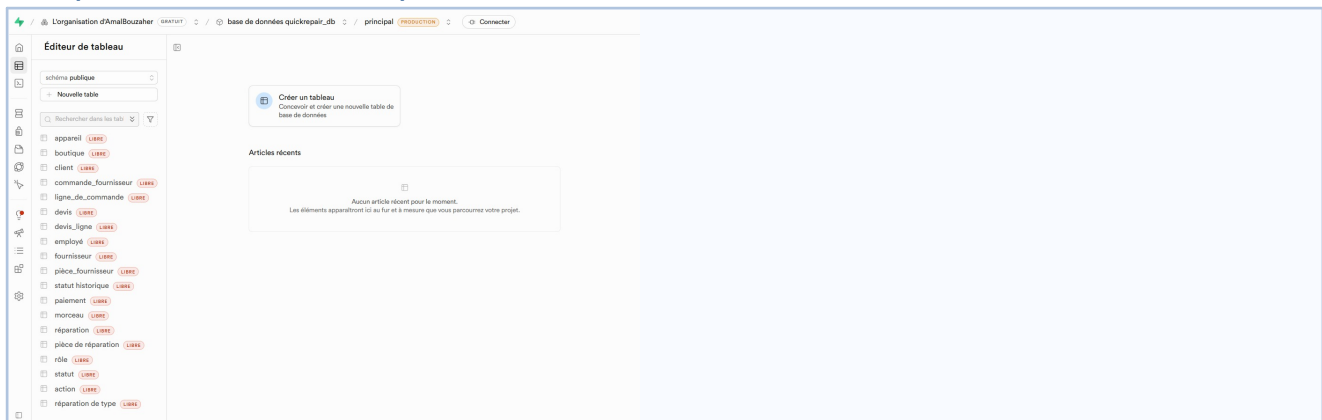 L'organisation d'AmalBouzaher GRATUIT / base de données quickrepair_db / principal PRODUCTION Connecter
Éditeur de tableau
schéma publique
+ Nouvelle table
Rechercher dans les tabl
Créer un tableau
Concevoir et créer une nouvelle table de
base de données
Articles récents
Aucun article récent pour le moment.
Les éléments apparaîtront ici au fur et à mesure que vous parcourrez votre projet.
appareil LIBRE
boutique LIBRE
client LIBRE
commande_fournisseur LIBRE
ligne_de_commande LIBRE
devis LIBRE
devis_ligne LIBRE
employé LIBRE
fournisseur LIBRE
pièce_fournisseur LIBRE
statut historique LIBRE
paiement LIBRE
morceau LIBRE
réparation LIBRE
pièce de réparation LIBRE
rôle LIBRE
statut LIBRE
action LIBRE
réparation de type LIBRE